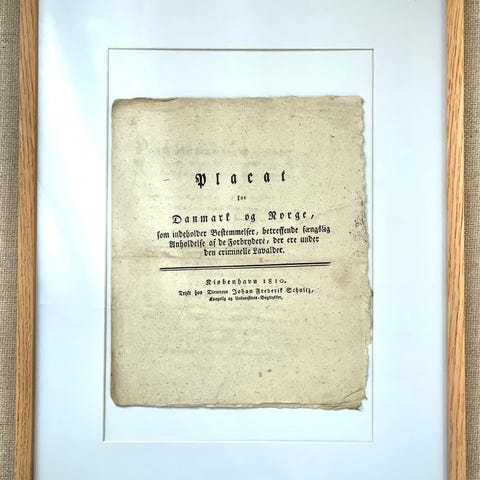 Placat
for
Danmark og Norge,
som indeholder Bestemmelser, betreffende fængslig
Anholdelse af de Forbrydere, der ere under
den criminelle Lavalder.
Kiøbenhavn 1810.
Trykt hos Directeur Johan Frederik Schultz,
Kongelig og Universitets-Bogtrykker.